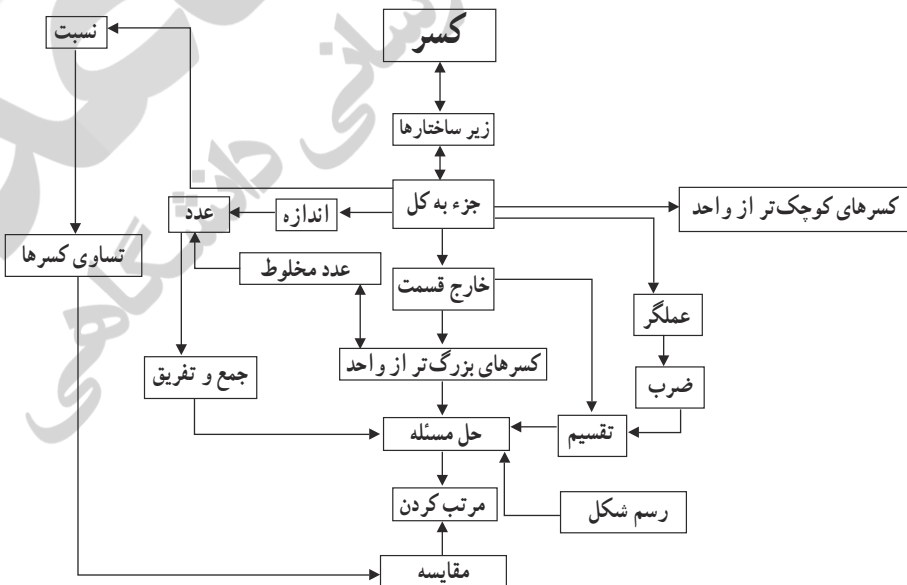 کسر
نسبت
زیر ساختارها
جزء به کل
کسرهای کوچک‌تر از واحد
اندازه
عدد
تساوی کسرها
عدد مخلوط
خارج قسمت
عملگر
کسرهای بزرگ‌تر از واحد
جمع و تفریق
ضرب
حل مسئله
تقسیم
مرتب کردن
رسم شکل
مقایسه